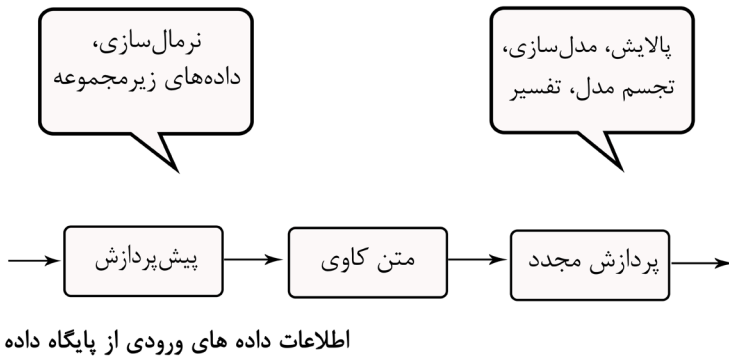 نرمال‌سازی،
داده‌های زیرمجموعه
پالایش، مدل‌سازی،
تجسم مدل، تفسیر
پیش‌پردازش
متن کاوی
پردازش مجدد
اطلاعات داده های ورودی از پایگاه داده